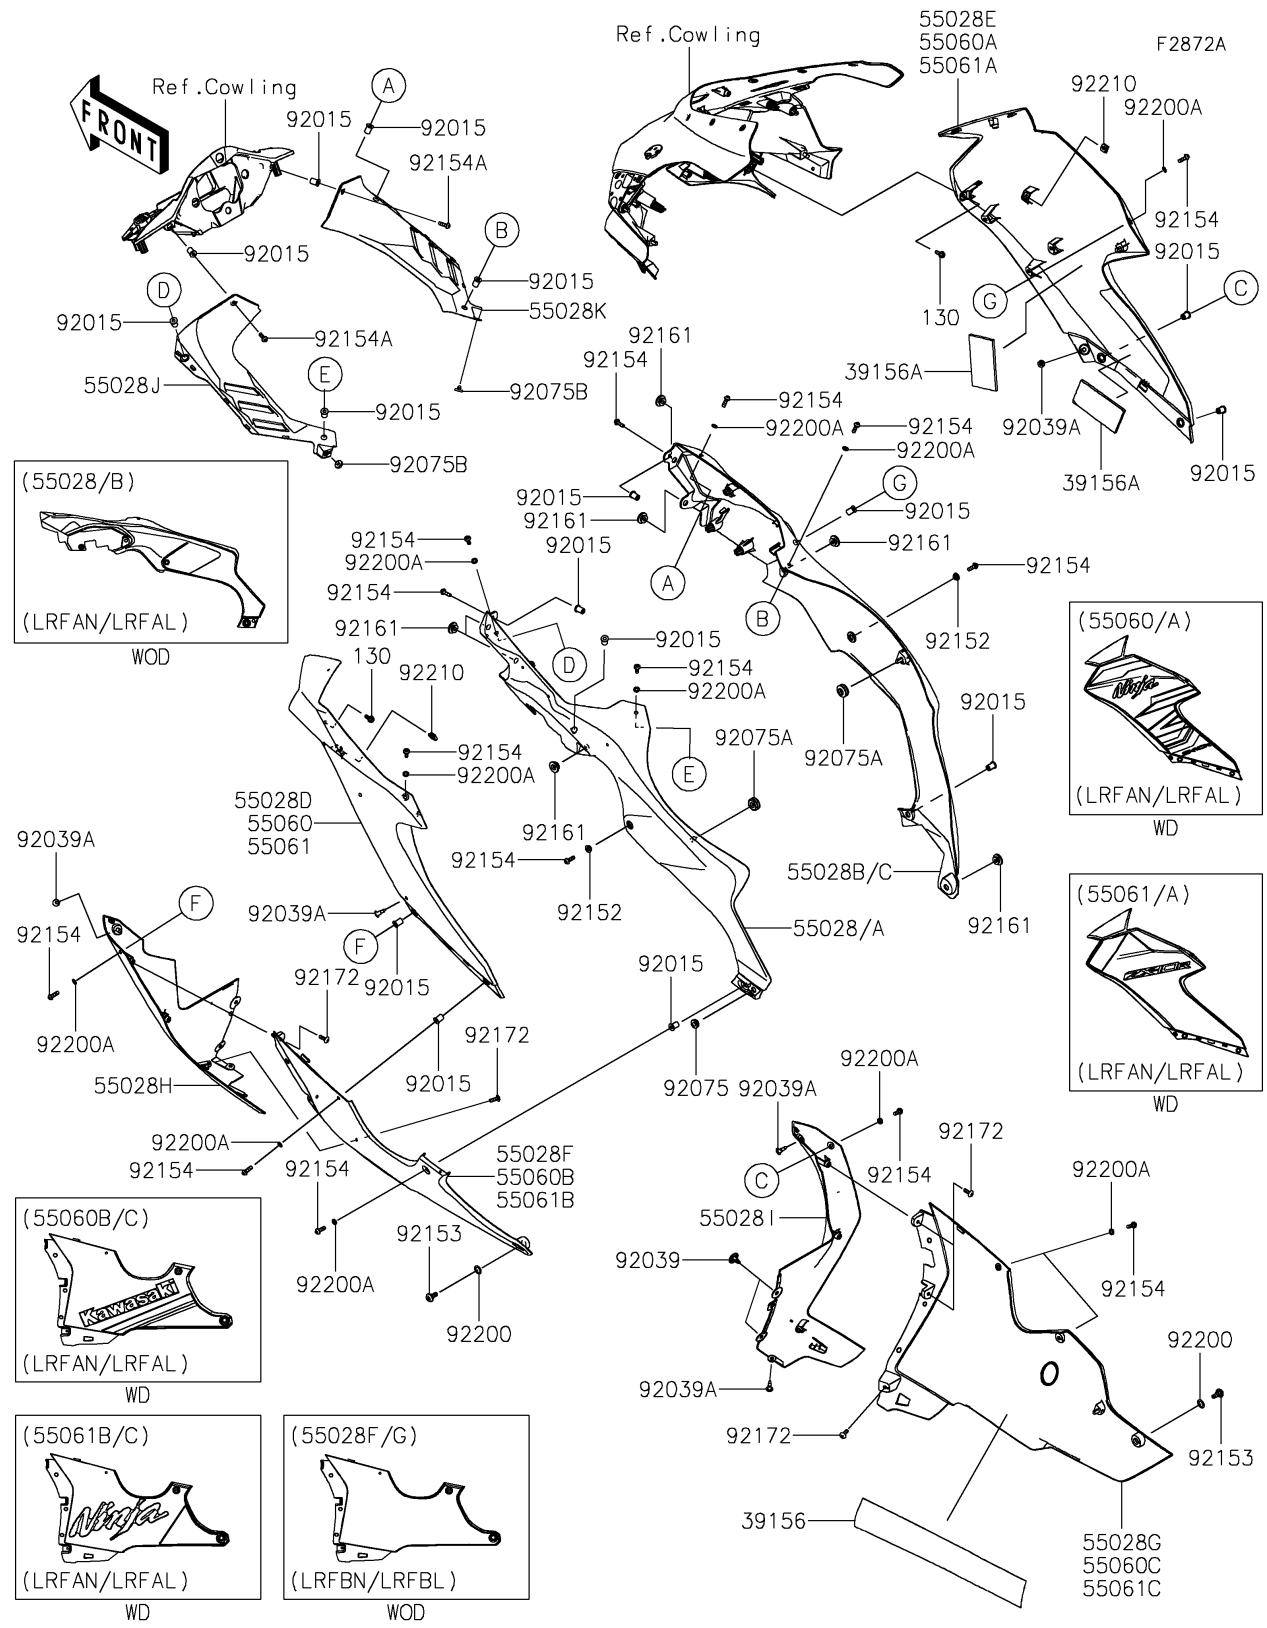 55028E
Ref.Cowling
55060A
F2872A
55061A
Ref.Cowling
A
92210
FRONT
92015
92015
92200A
92154A
92154
B
92015
92015
D
92015
G
C
92015
55028K
130
92154A
92161
92154
39156A
55028J
E
92015
92075B
92154
92200A
92154
92200A
92039A
92075B
92015
39156A
(55028/B)
(LRFAN/LRFAL)
WOD
92015
G
92015
92161
92154
92015
92161
92200A
92154
92154
A
B
92152
92161
130
92210
92015
D
92154
92200A
(55060/A)
Ninja
(LRFAN/LRFAL)
WD
92015
92075A
92075A
92154
92200A
E
55028D
55060
55061
92161
92154
92152
55028B/C
92161
(55061/A)
ZX-10R
(LRFAN/LRFAL)
WD
92039A
F
92154
92039A
F
92015
55028/A
92172
92015
92200A
92172
92015
92075
55028H
92200A
92039A
92154
92172
92200A
92154
92154
55028F
55060B
55061B
C
92200A
55028I
(55060B/C)
Kawasaki
(LRFAN/LRFAL)
WD
92153
92200A
92200
92039
92154
92200
92039A
92172
92153
(55061B/C)
Ninja
(LRFAN/LRFAL)
WD
(55028F/G)
(LRFBN/LRFBL)
WOD
39156
55028G
55060C
55061C